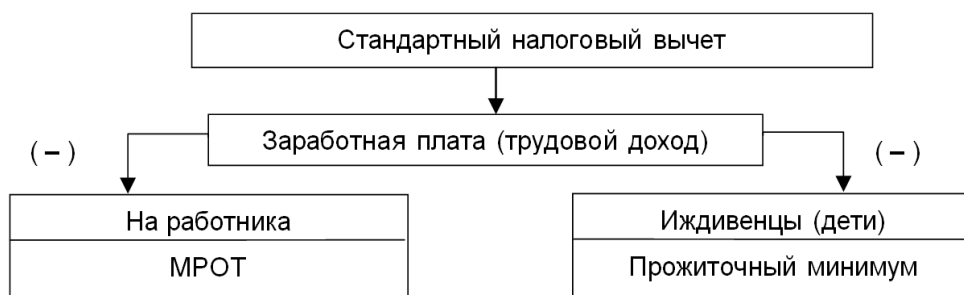 Стандартный налоговый вычет
Заработная плата (трудовой доход)
(–)
(–)
На работника
МРОТ
Иждивенцы (дети)
Прожиточный минимум